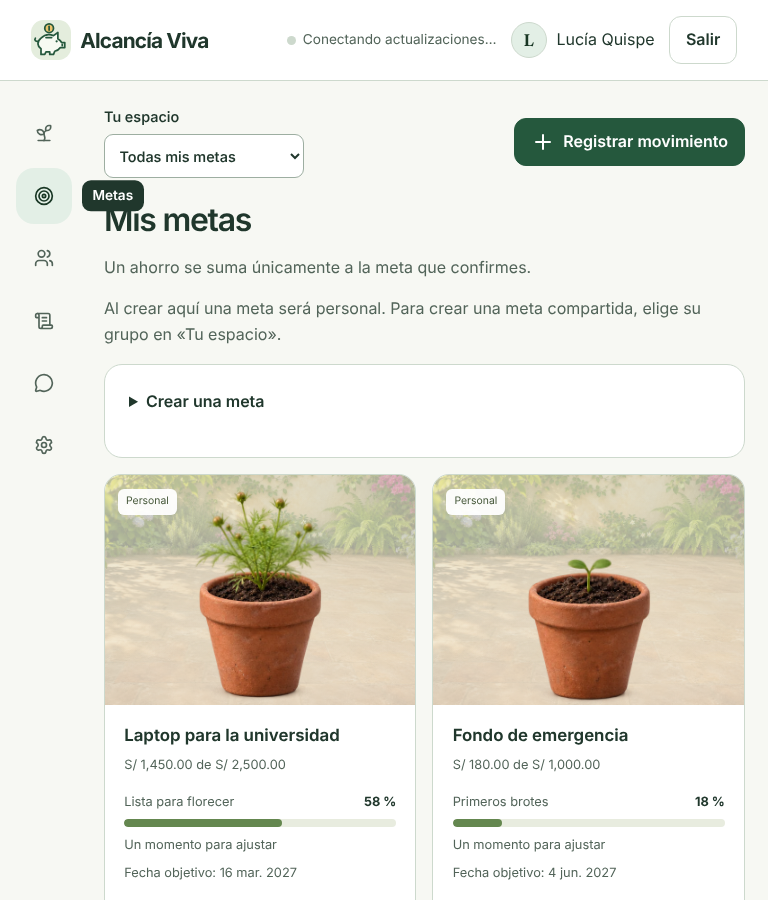 Alcancía Viva
Conectando actualizaciones...
L
Lucía Quispe
Salir
Tu espacio
Todas mis metas
Registrar movimiento
Metas
Mis metas
Un ahorro se suma únicamente a la meta que confirmes.
Al crear aquí una meta será personal. Para crear una meta compartida, elige su
grupo en «Tu espacio».
Crear una meta
Personal
Laptop para la universidad
S/ 1,450.00 de S/ 2,500.00
Lista para florecer
58 %
Un momento para ajustar
Fecha objetivo: 16 mar. 2027
Personal
Fondo de emergencia
S/ 180.00 de S/ 1,000.00
Primeros brotes
18 %
Un momento para ajustar
Fecha objetivo: 4 jun. 2027